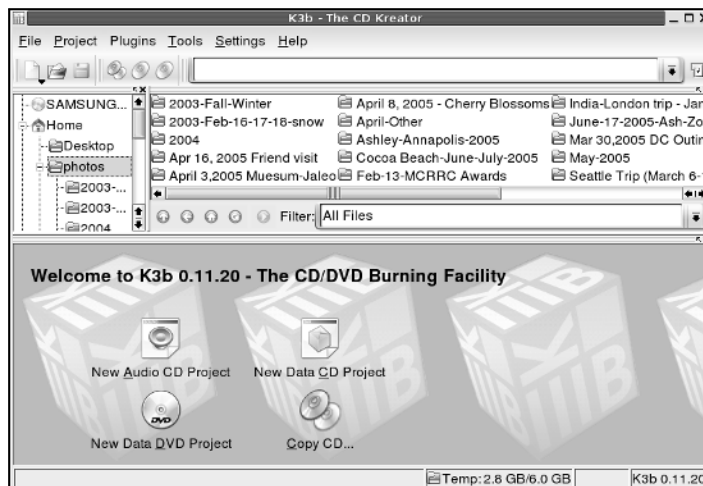 K3b - The CD Kreator
File Project Plugins Tools Settings Help
SAMSUNG...
Home
Desktop
photos
2003-...
2003-...
2004
2003-Fall-Winter
2003-Feb-16-17-18-snow
2004
Apr 16, 2005 Friend visit
April 3,2005 Muesum-Jaleo
April 8, 2005 - Cherry Blossoms
April-Other
Ashley-Annapolis-2005
Cocoa Beach-June-July-2005
Feb-13-MCRRC Awards
India-London trip - Jan
June-17-2005-Ash-Zo
Mar 30,2005 DC Outin
May-2005
Seattle Trip (March 6-1
Filter: All Files
Welcome to K3b 0.11.20 - The CD/DVD Burning Facility
New Audio CD Project
New Data CD Project
DVD
New Data DVD Project
Copy CD...
Temp: 2.8 GB/6.0 GB
K3b 0.11.20